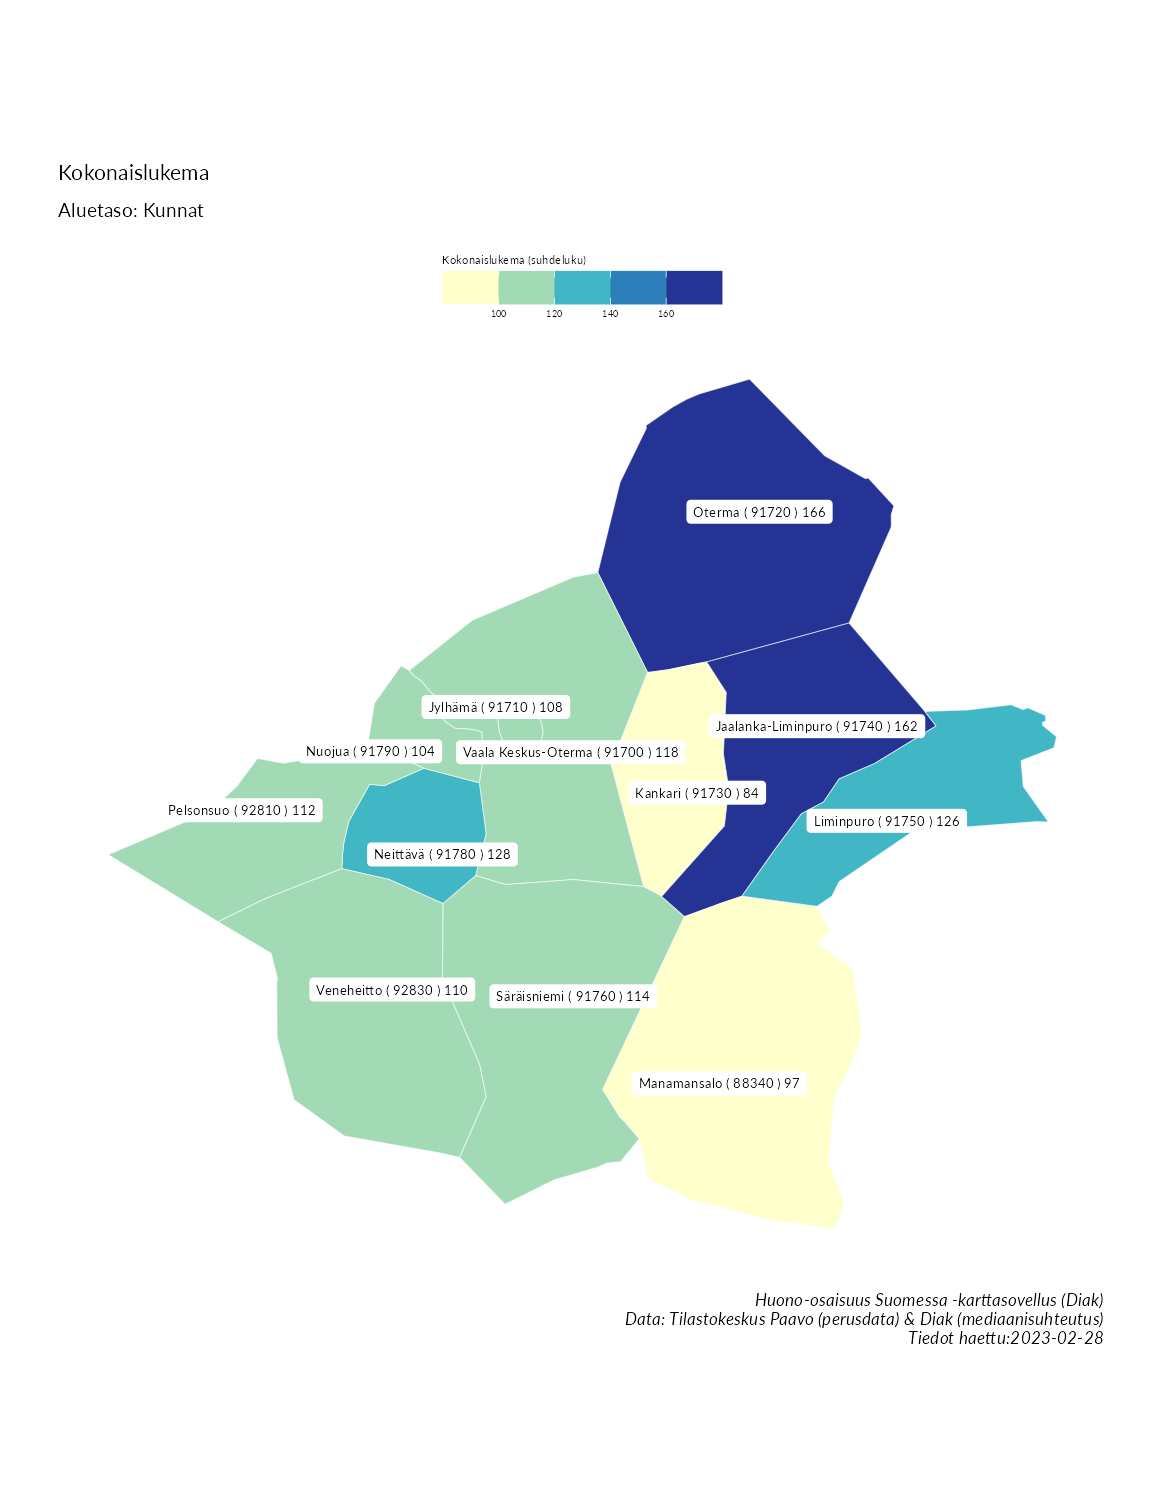 Kokonaislukema
Aluetaso: Kunnat
Kokonaislukema (suhdeluku)
100 120 140 160
Oterma ( 91720 ) 166
Jylhämä ( 91710 ) 108
Jaalanka-Liminpuro ( 91740 ) 162
Nuojua ( 91790 ) 104
Vaala Keskus-Oterma ( 91700 ) 118
Kankari ( 91730 ) 84
Pelsonsuo ( 92810 ) 112
Liminpuro ( 91750 ) 126
Neittävä ( 91780 ) 128
Veneheitto ( 92830 ) 110
Säräisniemi ( 91760 ) 114
Manamansalo ( 88340 ) 97
Huono-osaisuus Suomessa -karttasovellus (Diak)
Data: Tilastokeskus Paavo (perusdata) & Diak (mediaanisuhteutus)
Tiedot haettu:2023-02-28